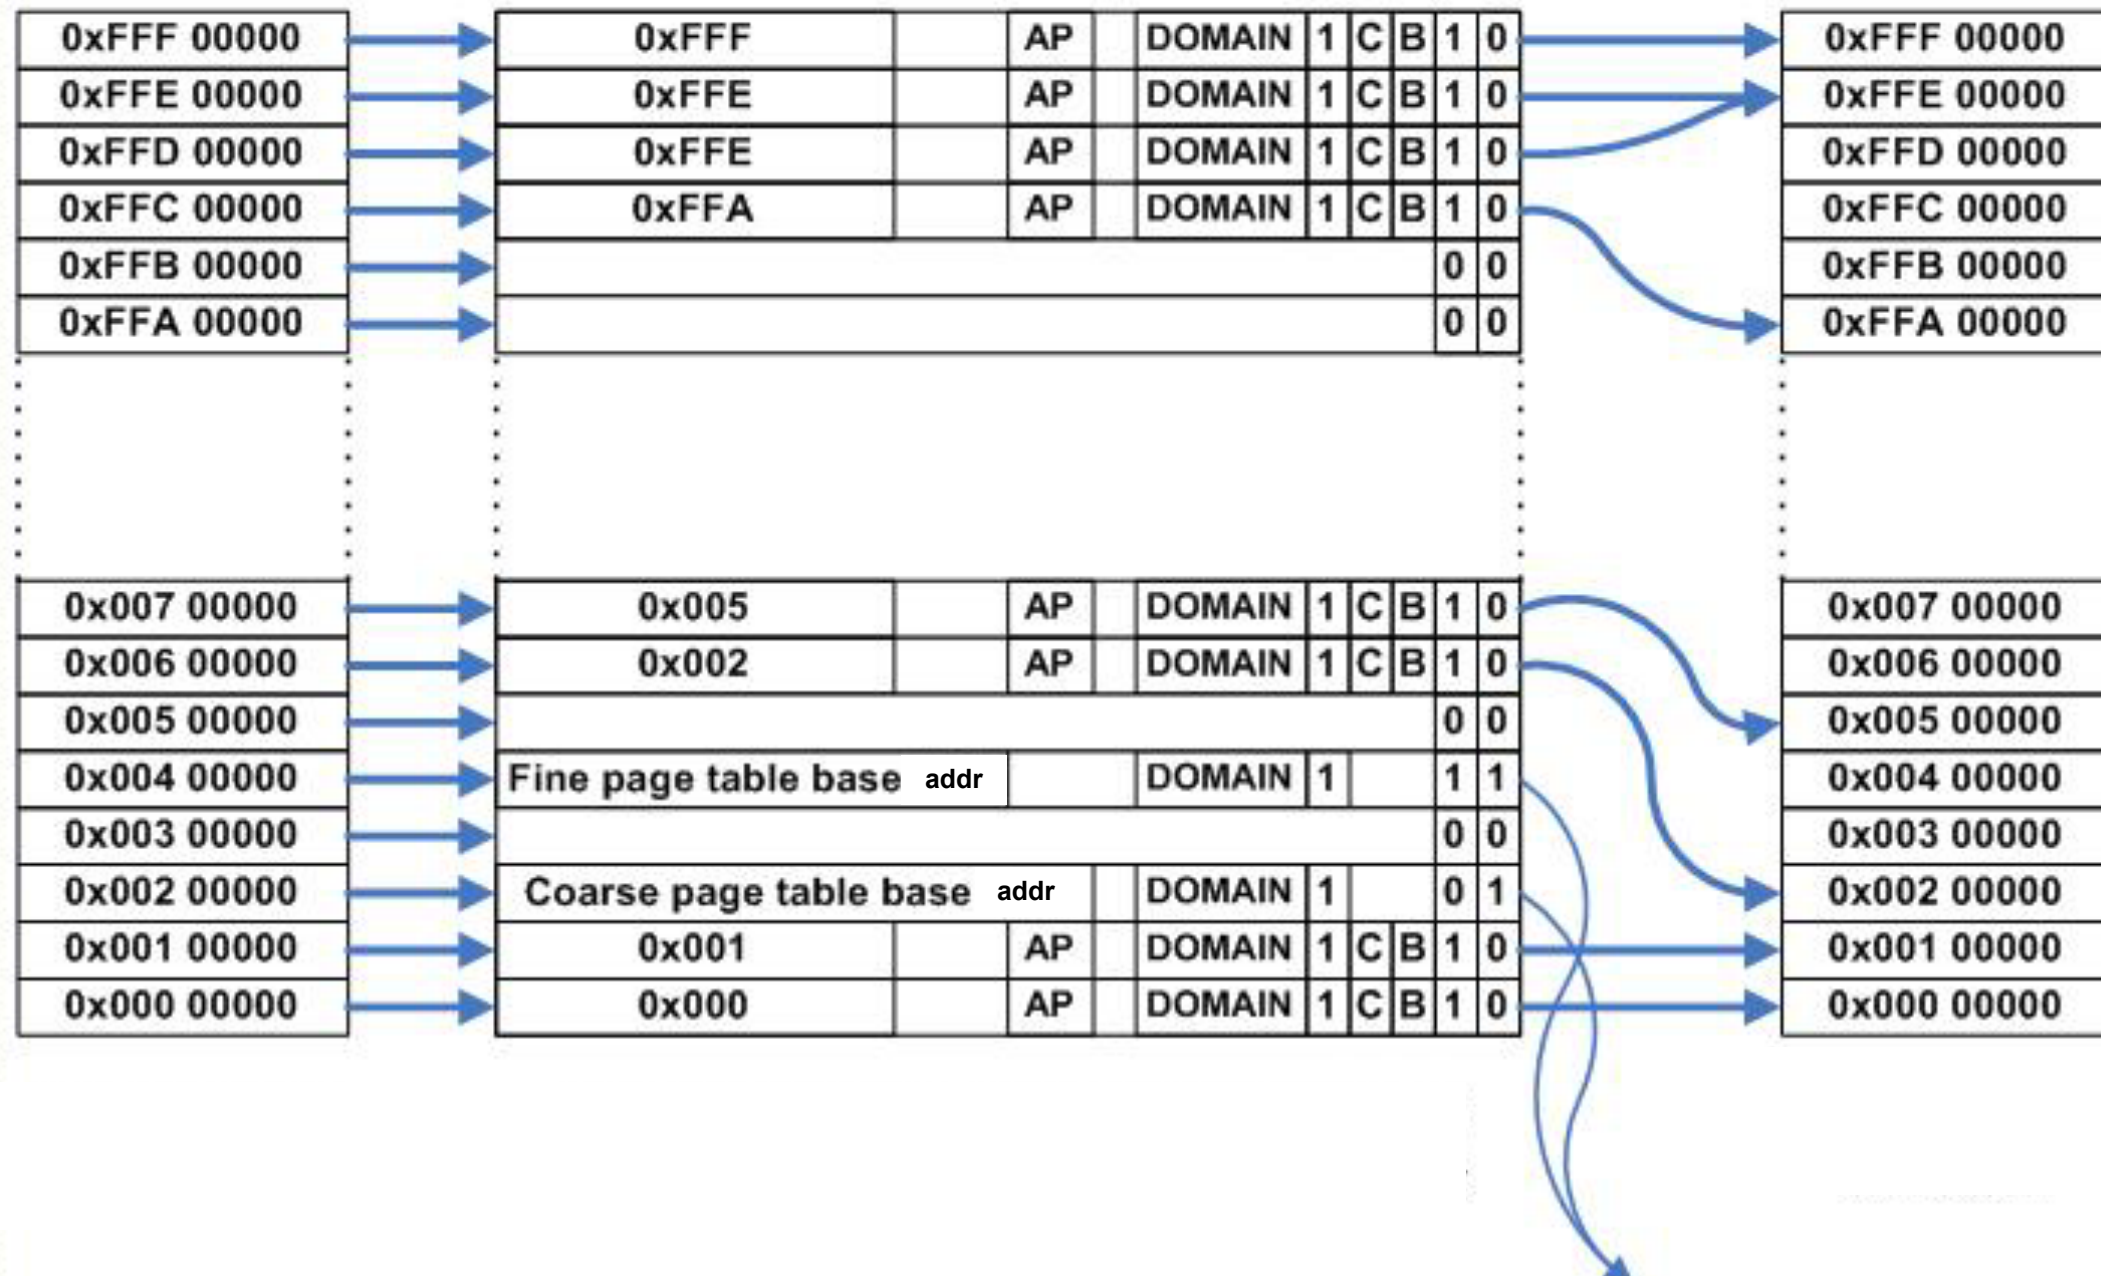 0xFFF 00000 0xFFF AP DOMAIN 1 C B 1 0 0xFFF 00000
0xFFE 00000 0xFFE AP DOMAIN 1 C B 1 0 0xFFE 00000
0xFFD 00000 0xFFE AP DOMAIN 1 C B 1 0 0xFFD 00000
0xFFC 00000 0xFFA AP DOMAIN 1 C B 1 0 0xFFC 00000
0xFFB 00000 0 0 0xFFB 00000
0xFFA 00000 0 0 0xFFA 00000
0x007 00000 0x005 AP DOMAIN 1 C B 1 0 0x007 00000
0x006 00000 0x002 AP DOMAIN 1 C B 1 0 0x006 00000
0x005 00000 0 0 0x005 00000
0x004 00000 Fine page table base addr DOMAIN 1 1 1 0x004 00000
0x003 00000 0 0 0x003 00000
0x002 00000 Coarse page table base addr DOMAIN 1 0 1 0x002 00000
0x001 00000 0x001 AP DOMAIN 1 C B 1 0 0x001 00000
0x000 00000 0x000 AP DOMAIN 1 C B 1 0 0x000 00000